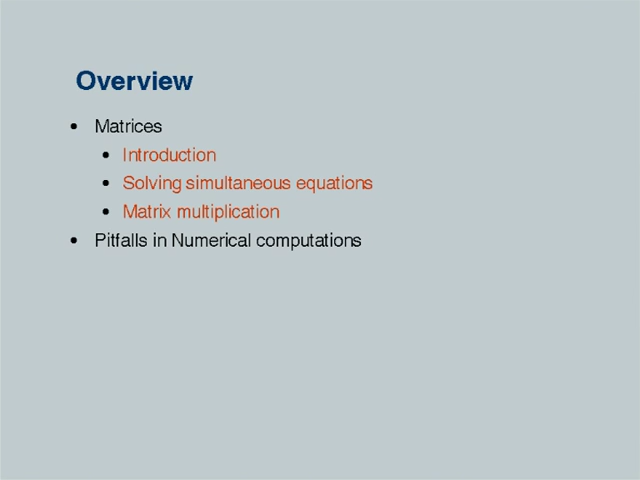 Overview
• Matrices
• Introduction
• Solving simultaneous equations
• Matrix multiplication
• Pitfalls in Numerical computations